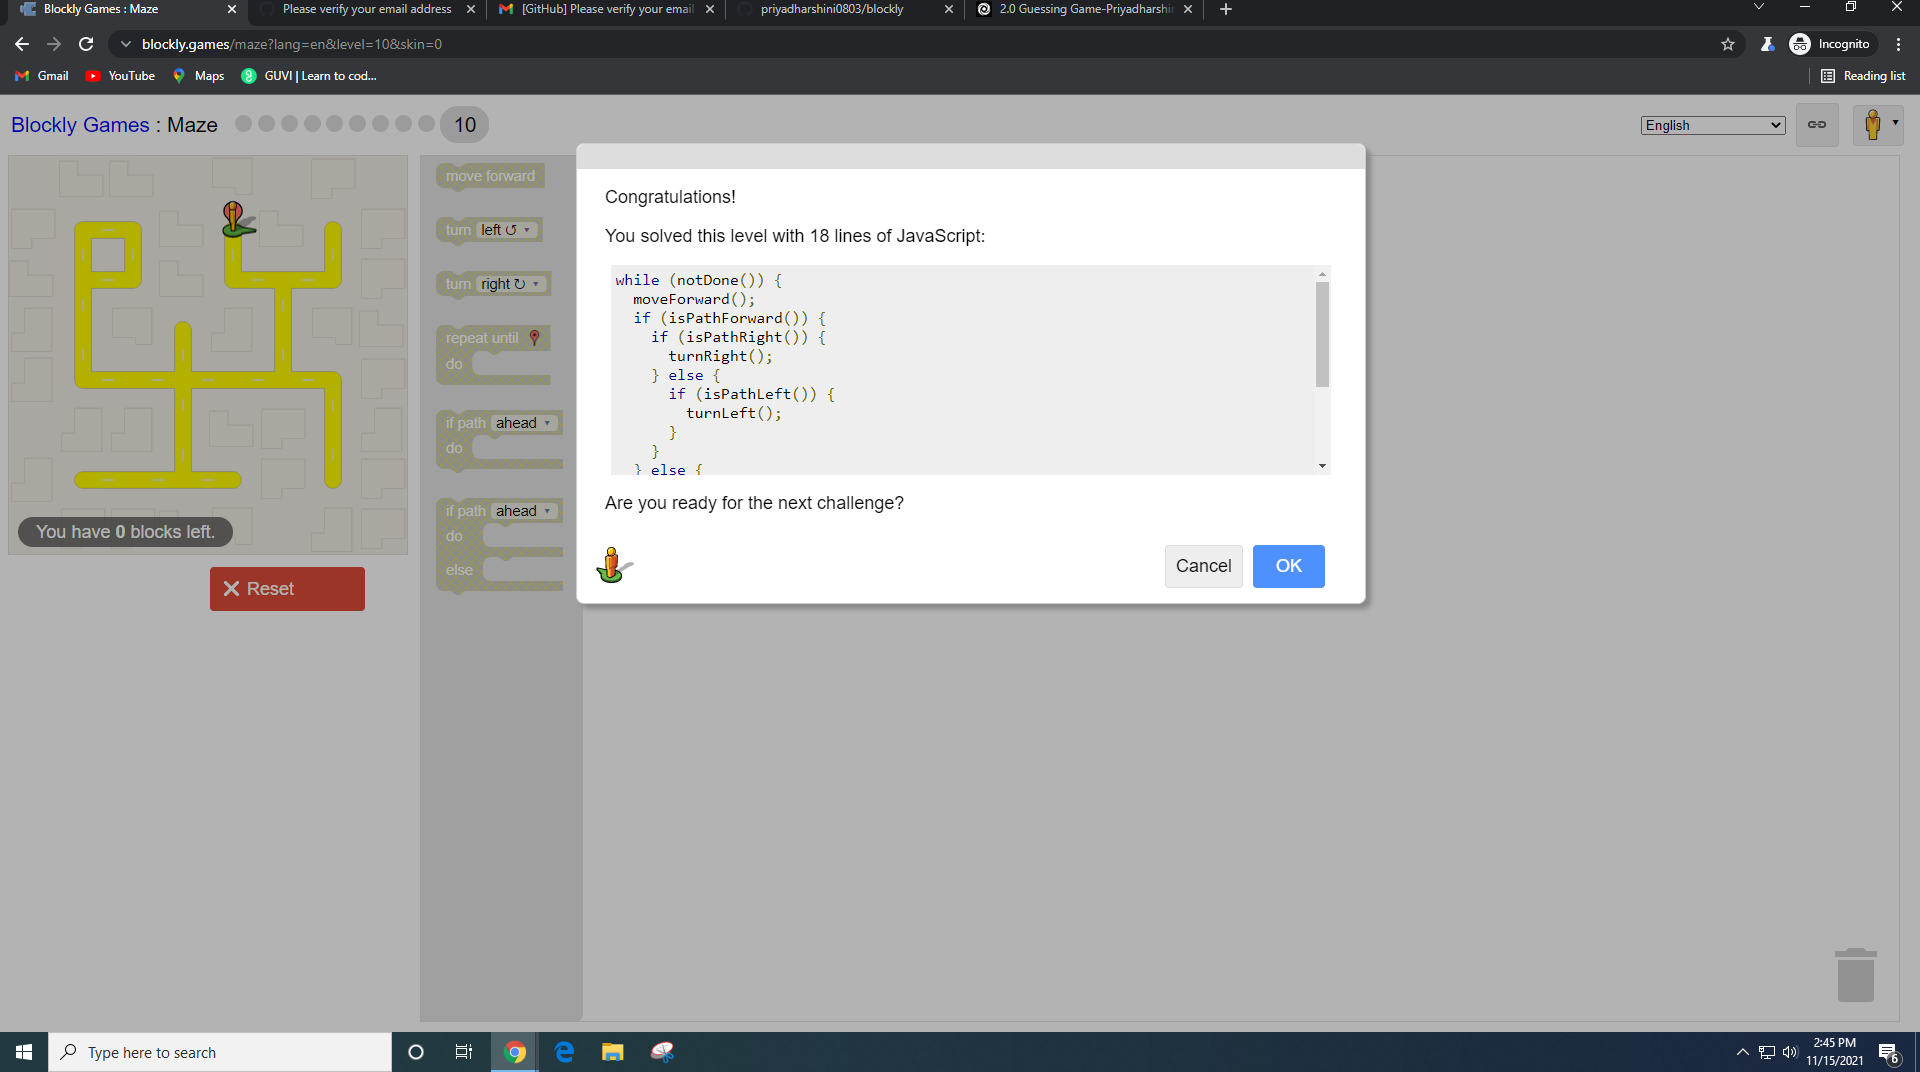 Blockly Games : Maze
Please verify your email address
[GitHub] Please verify your email
priyadharshini0803/blockly
2.0 Guessing Game-Priyadharshi
blockly.games/maze?lang=en&level=10&skin=0
Incognito
Gmail
YouTube
Maps
GUVI | Learn to cod...
Reading list
Blockly Games : Maze
10
English
move forward
turn left ↺ ▾
turn right ↻ ▾
repeat until
do
if path ahead ▾
do
if path ahead ▾
do
else
You have 0 blocks left.
Reset
Congratulations!
You solved this level with 18 lines of JavaScript:
while (notDone()) {
moveForward();
if (isPathForward()) {
if (isPathRight()) {
turnRight();
} else {
if (isPathLeft()) {
turnLeft();
}
}
} else {
Are you ready for the next challenge?
Cancel
OK
Type here to search
2:45 PM
11/15/2021
6